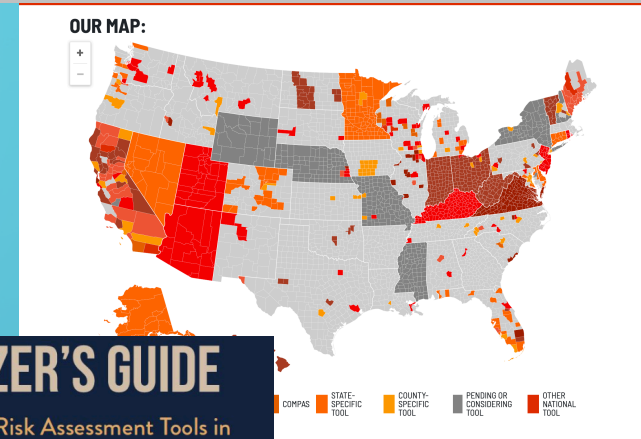 OUR MAP:
+
−
ZER'S GUIDE
Risk Assessment Tools in
COMPAS
STATE-
SPECIFIC
TOOL
COUNTY-
SPECIFIC
TOOL
PENDING OR
CONSIDERING
TOOL
OTHER
NATIONAL
TOOL